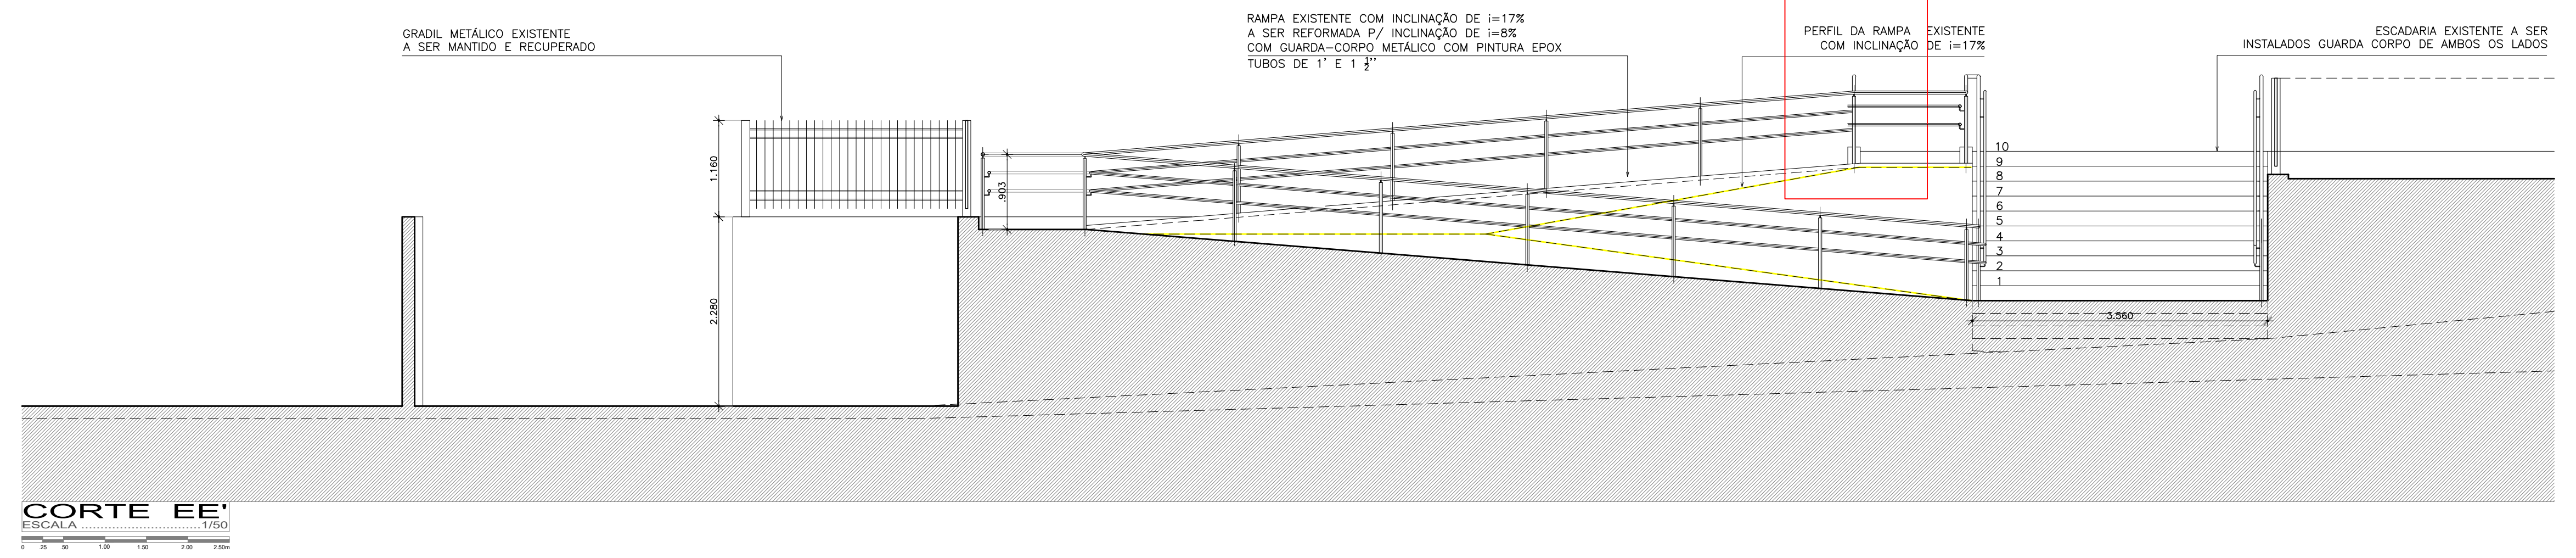 GRADIL METÁLICO EXISTENTE
A SER MANTIDO E RECUPERADO
RAMPA EXISTENTE COM INCLINAÇÃO DE i=17%
A SER REFORMADA P/ INCLINAÇÃO DE i=8%
COM GUARDA-CORPO METÁLICO COM PINTURA EPOX
TUBOS DE 1' E 1 1/2''
PERFIL DA RAMPA EXISTENTE
COM INCLINAÇÃO DE i=17%
ESCADARIA EXISTENTE A SER
INSTALADOS GUARDA CORPO DE AMBOS OS LADOS
1.160
.903
2.280
10
9
8
7
6
5
4
3
2
1
3.560
CORTE EE'
ESCALA ..............................1/50
0 .25 .50 1.00 1.50 2.00 2.50m